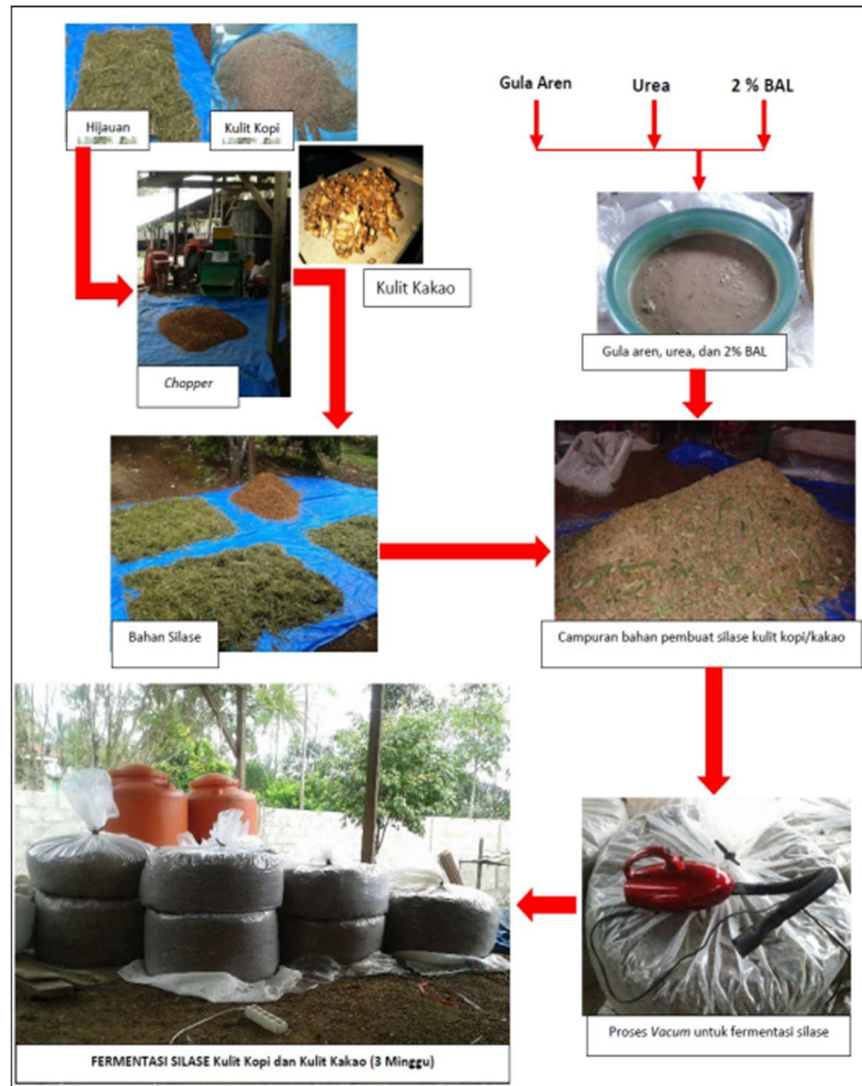 Gula Aren
Urea
2 % BAL
Hijauan
Kulit Kopi
Kulit Kakao
Chopper
Gula aren, urea, dan 2% BAL
Bahan Silase
Campuran bahan pembuat silase kulit kopi/kakao
Proses Vacum untuk fermentasi silase
FERMENTASI SILASE Kulit Kopi dan Kulit Kakao (3 Minggu)